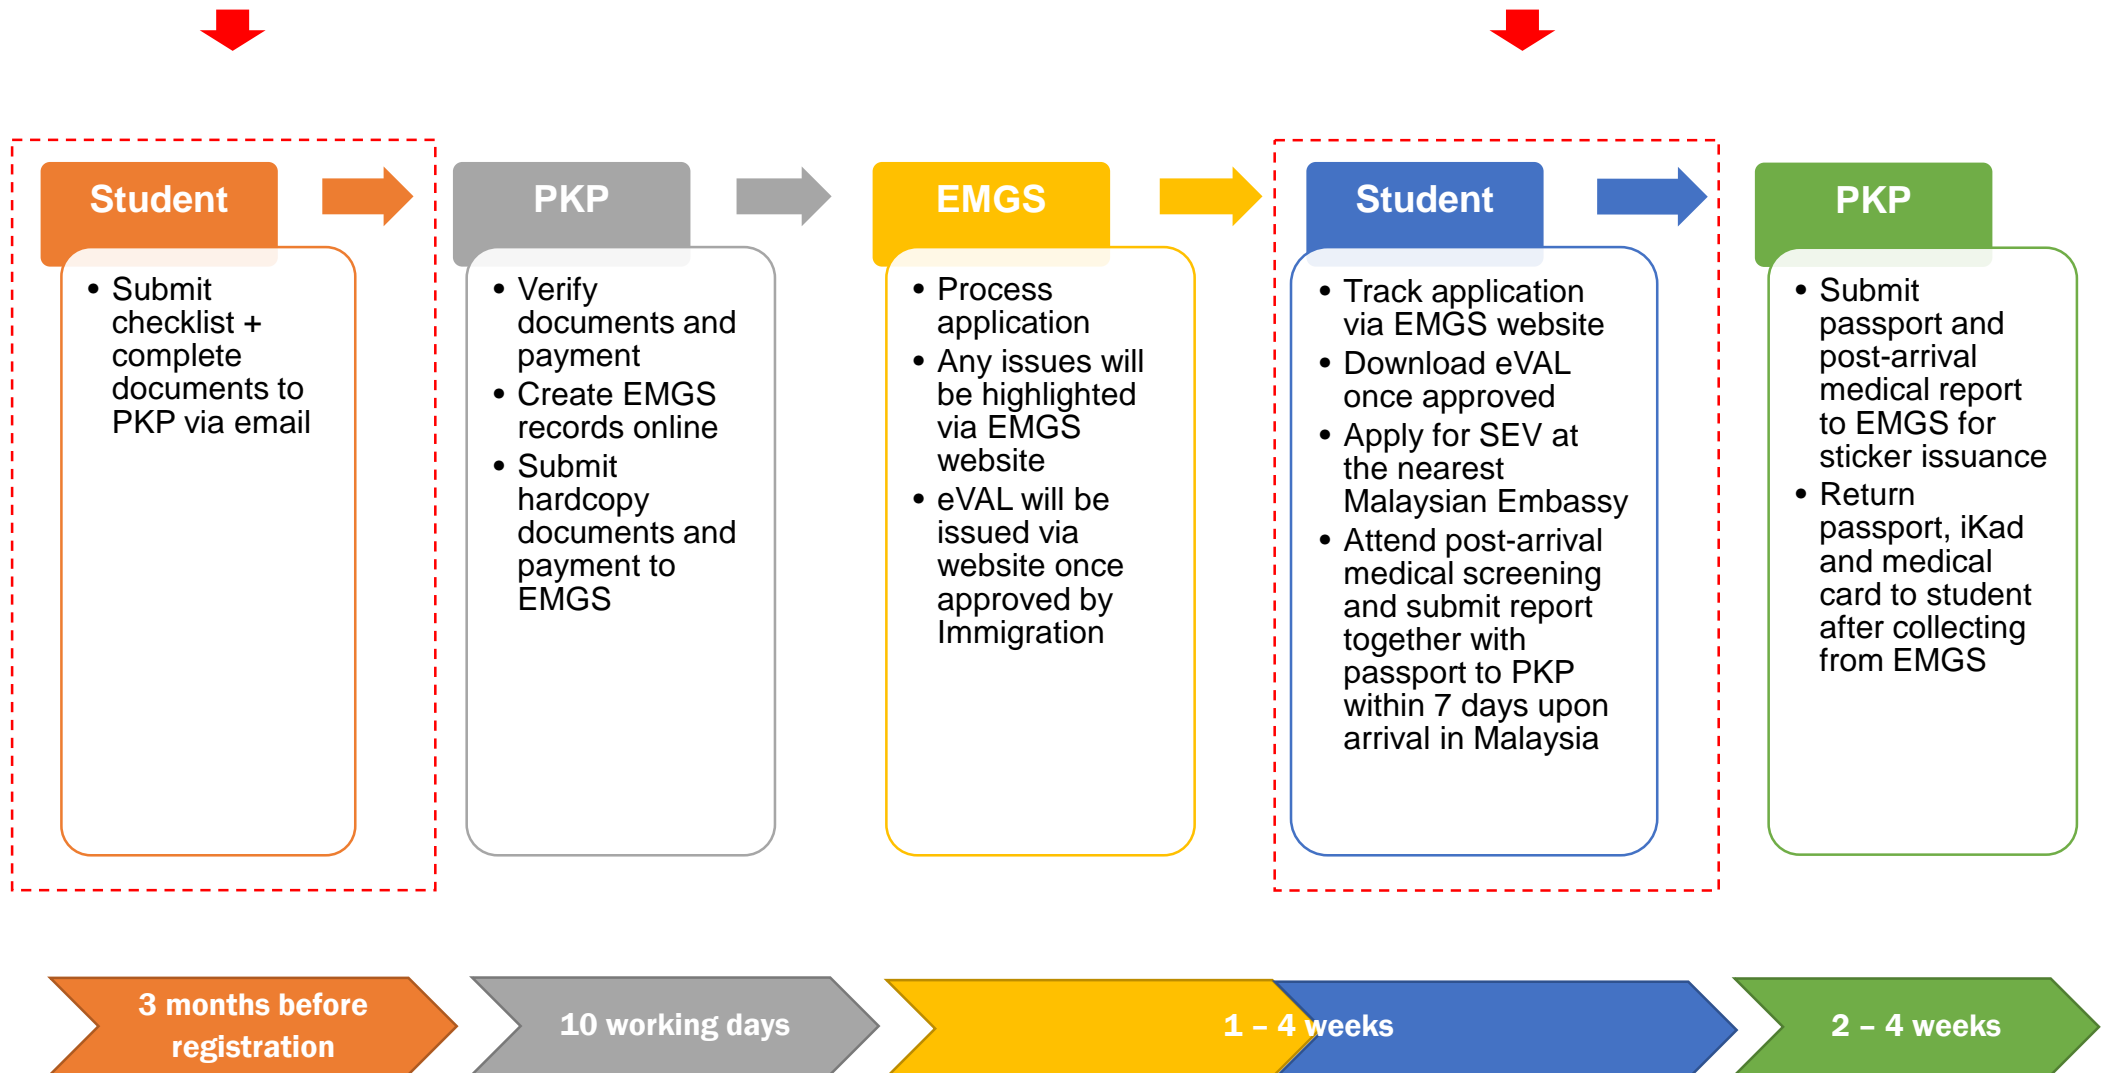 Student
• Submit
checklist +
complete
documents to
PKP via email
PKP
• Verify
documents and
payment
• Create EMGS
records online
• Submit
hardcopy
documents and
payment to
EMGS
EMGS
• Process
application
• Any issues will
be highlighted
via EMGS
website
• eVAL will be
issued via
website once
approved by
Immigration
Student
• Track application
via EMGS website
• Download eVAL
once approved
• Apply for SEV at
the nearest
Malaysian Embassy
• Attend post-arrival
medical screening
and submit report
together with
passport to PKP
within 7 days upon
arrival in Malaysia
PKP
• Submit
passport and
post-arrival
medical report
to EMGS for
sticker issuance
• Return
passport, iKad
and medical
card to student
after collecting
from EMGS
3 months before
registration
10 working days
1 – 4 weeks
2 – 4 weeks